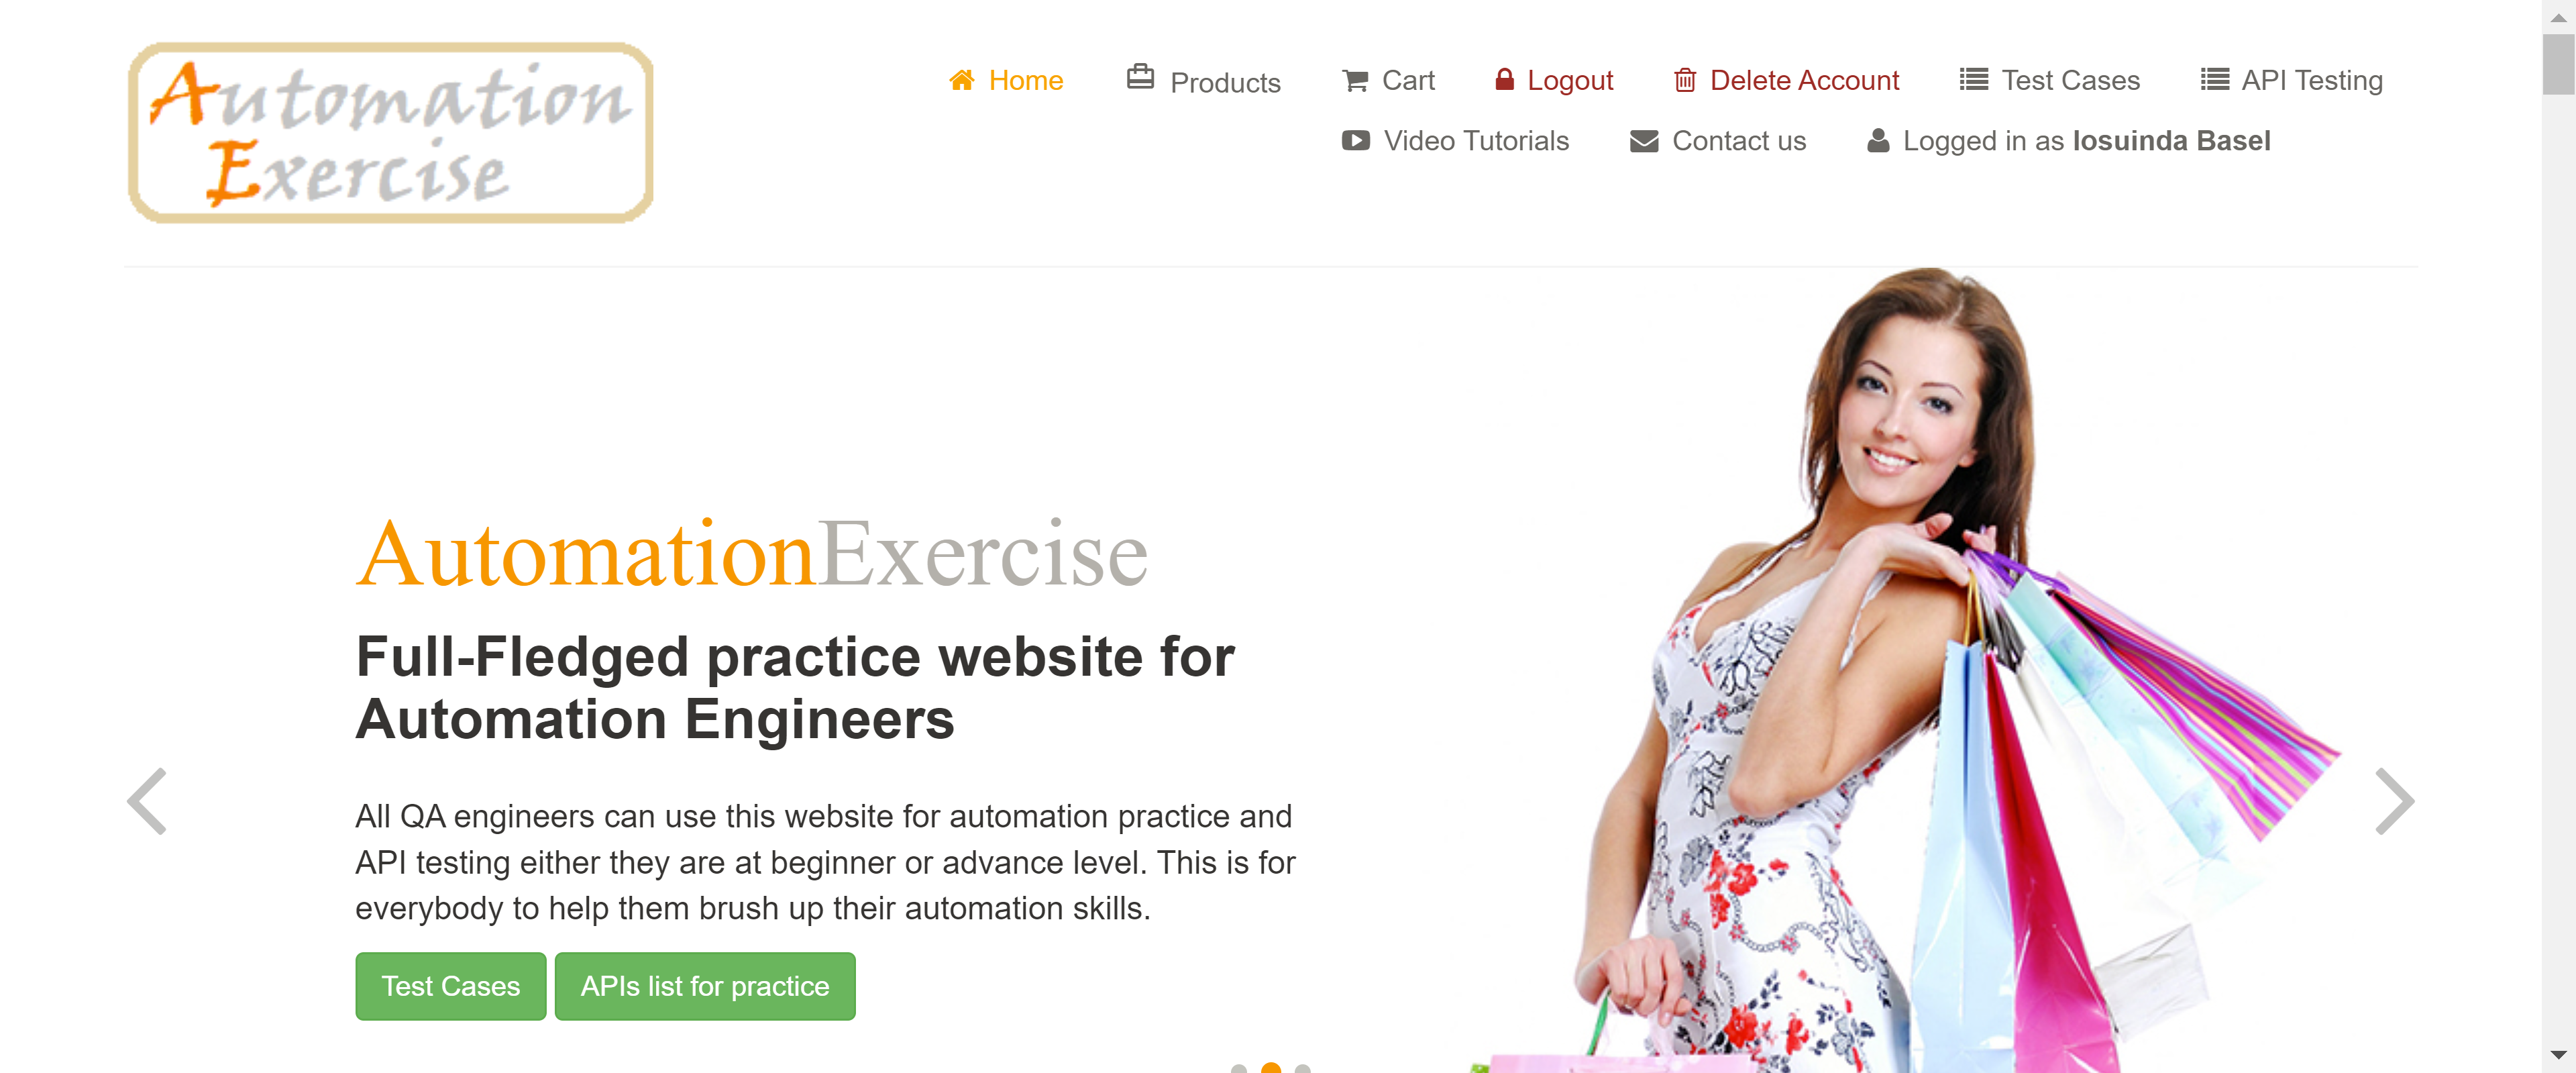 Automation
Exercise
Home Products Cart Logout Delete Account Test Cases API Testing
Video Tutorials Contact us Logged in as Iosuinda Basel
AutomationExercise
Full-Fledged practice website for
Automation Engineers
All QA engineers can use this website for automation practice and
API testing either they are at beginner or advance level. This is for
everybody to help them brush up their automation skills.
Test Cases APIs list for practice